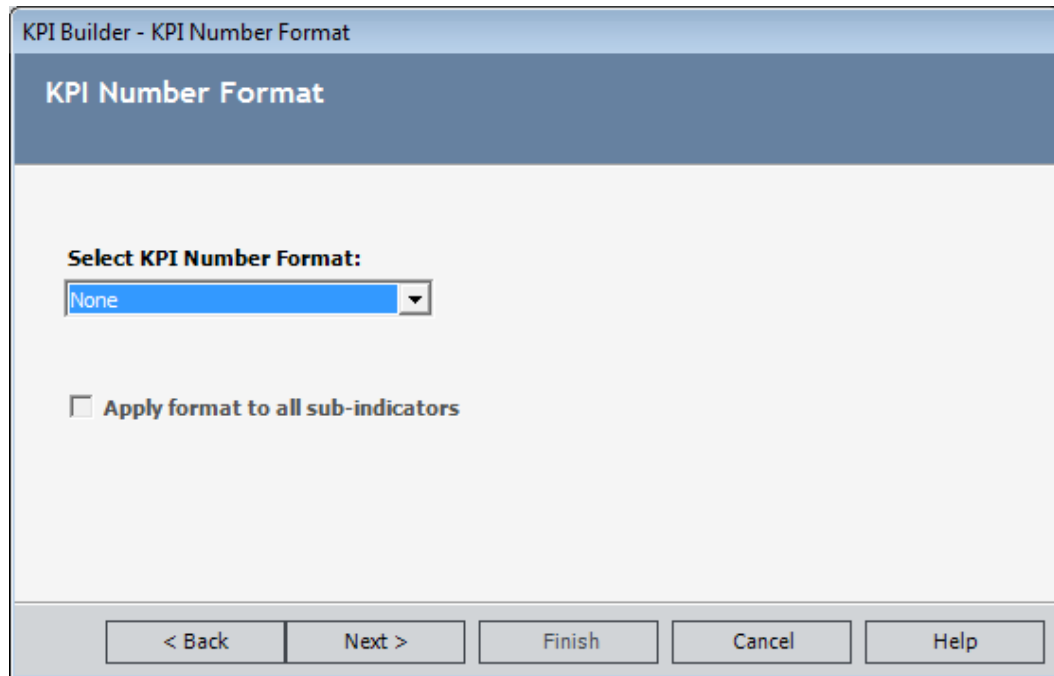 KPI Builder - KPI Number Format
KPI Number Format
Select KPI Number Format:
None
Apply format to all sub-indicators
< Back Next > Finish Cancel Help